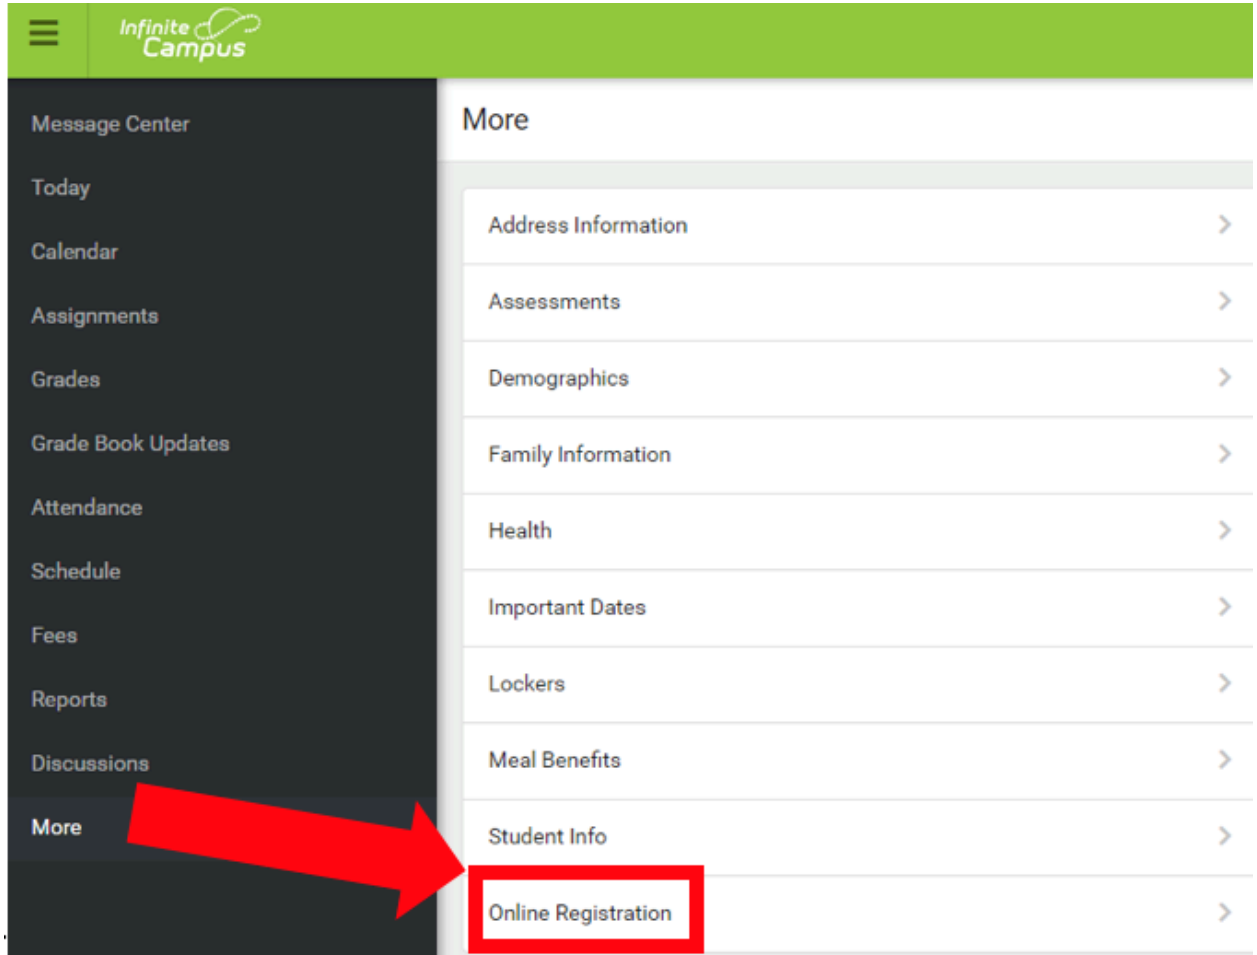 Infinite
Campus
Message Center
Today
Calendar
Assignments
Grades
Grade Book Updates
Attendance
Schedule
Fees
Reports
Discussions
More
More
Address Information
Assessments
Demographics
Family Information
Health
Important Dates
Lockers
Meal Benefits
Student Info
Online Registration